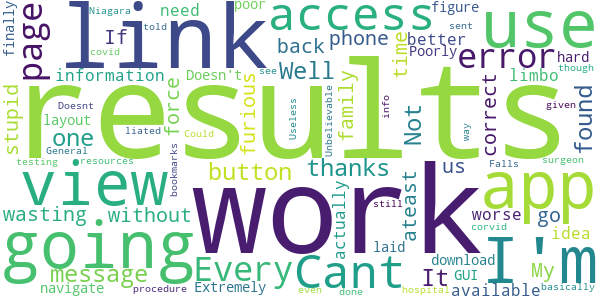 Niagara
finally
told
covid
link
page
If
need
poor
access
figure
sent
use
information
back
phone
better
Poorly
error
hard
Doesn't
see
Well
time
limbo
though
stupid
results
Doesnt
layout
one
General
liated
force
Could
furious
family
Useless
Unbelievable
info
Not
correct
given
found
testing
resources
bookmarks
view
button
thanks
actually
ateast
us
way
Falls
surgeon
app
work
wasting
without
still
worse
go
corvid
idea
going
message
Every
Cant
laid
It
download
My
I'm
navigate
procedure
Extremely
even
done
hospital
GUI
available
basically